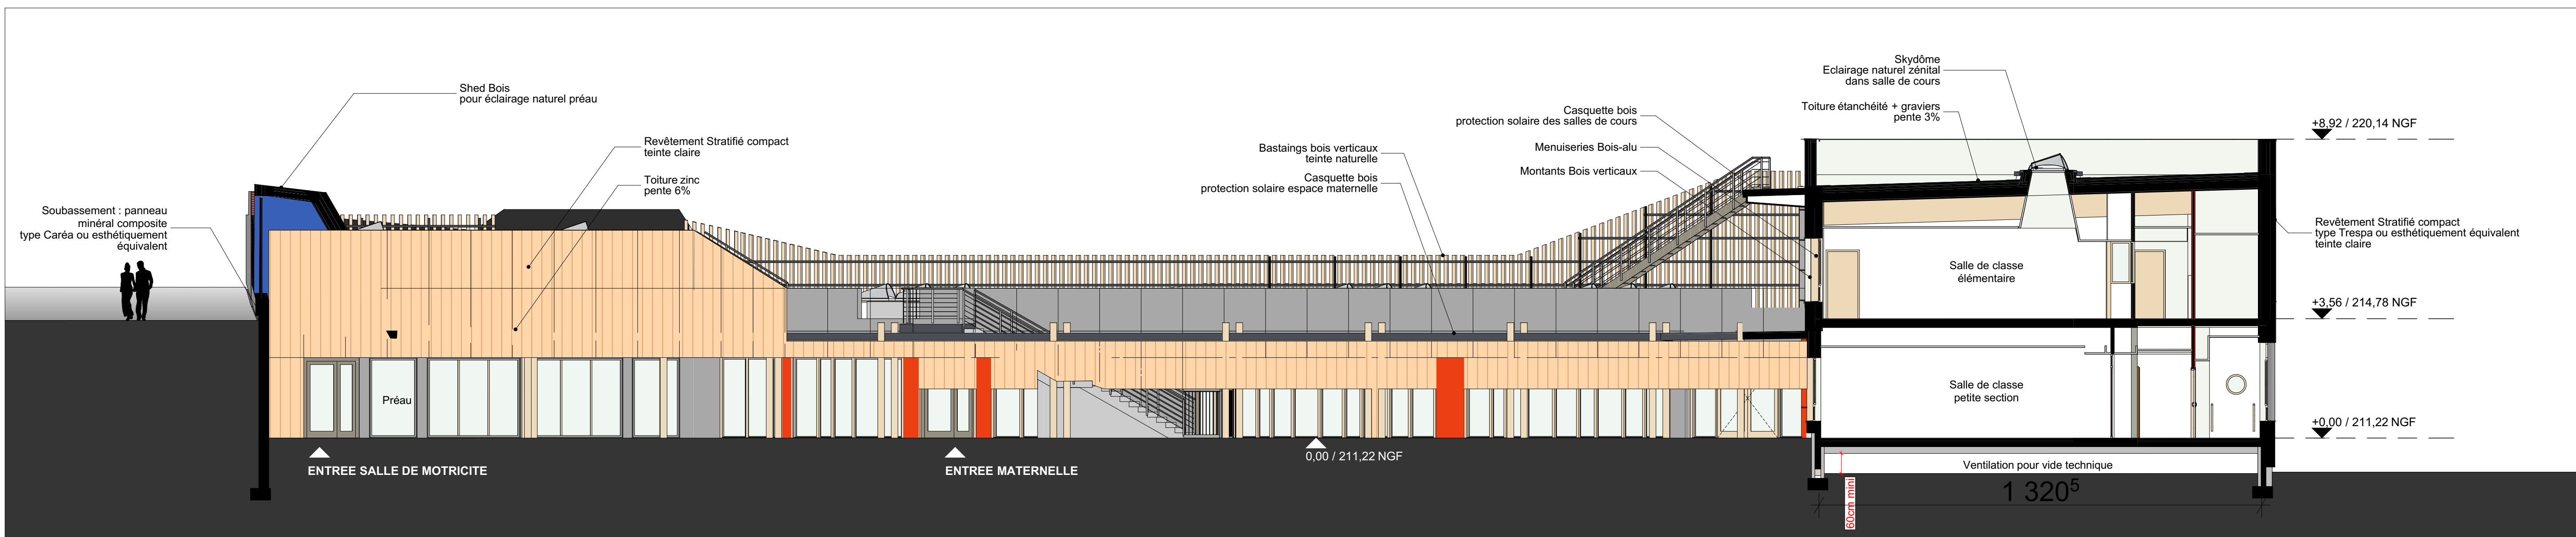 Shed Bois
pour éclairage naturel préau
Revêtement Stratifié compact
teinte claire
Toiture zinc
pente 6%
Soubassement : panneau
minéral composite
type Caréa ou esthétiquement
équivalent
Bastaings bois verticaux
teinte naturelle
Casquette bois
protection solaire espace maternelle
Casquette bois
protection solaire des salles de cours
Menuiseries Bois-alu
Montants Bois verticaux
Skydôme
Eclairage naturel zénital
dans salle de cours
Toiture étanchéité + graviers
pente 3%
+8,92 / 220,14 NGF
Revêtement Stratifié compact
type Trespa ou esthétiquement équivalent
teinte claire
Salle de classe
élémentaire
+3,56 / 214,78 NGF
Salle de classe
petite section
Préau
+0,00 / 211,22 NGF
0,00 / 211,22 NGF
ENTREE SALLE DE MOTRICITE
ENTREE MATERNELLE
Ventilation pour vide technique
1 320⁵
60cm mini